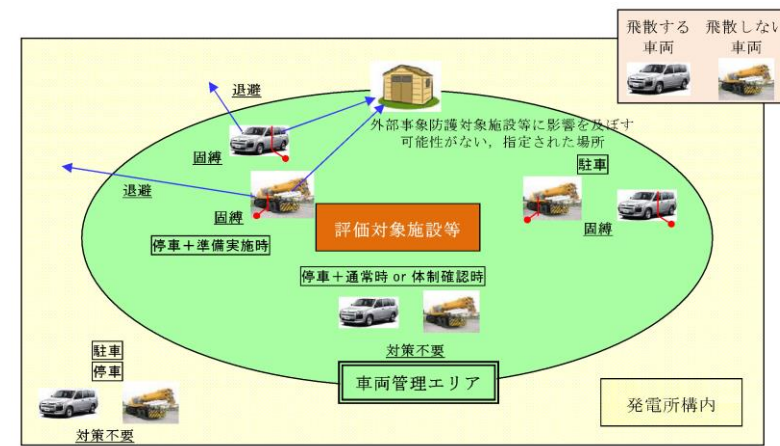 飛散する 飛散しない
車両 車両
退避
外部事象防護対象施設等に影響を及ぼす
可能性がない，指定された場所
固縛
駐車
退避
固縛
固縛
評価対象施設等
停車＋準備実施時
停車＋通常時 or 体制確認時
対策不要
駐車
停車
車両管理エリア
発電所構内
対策不要